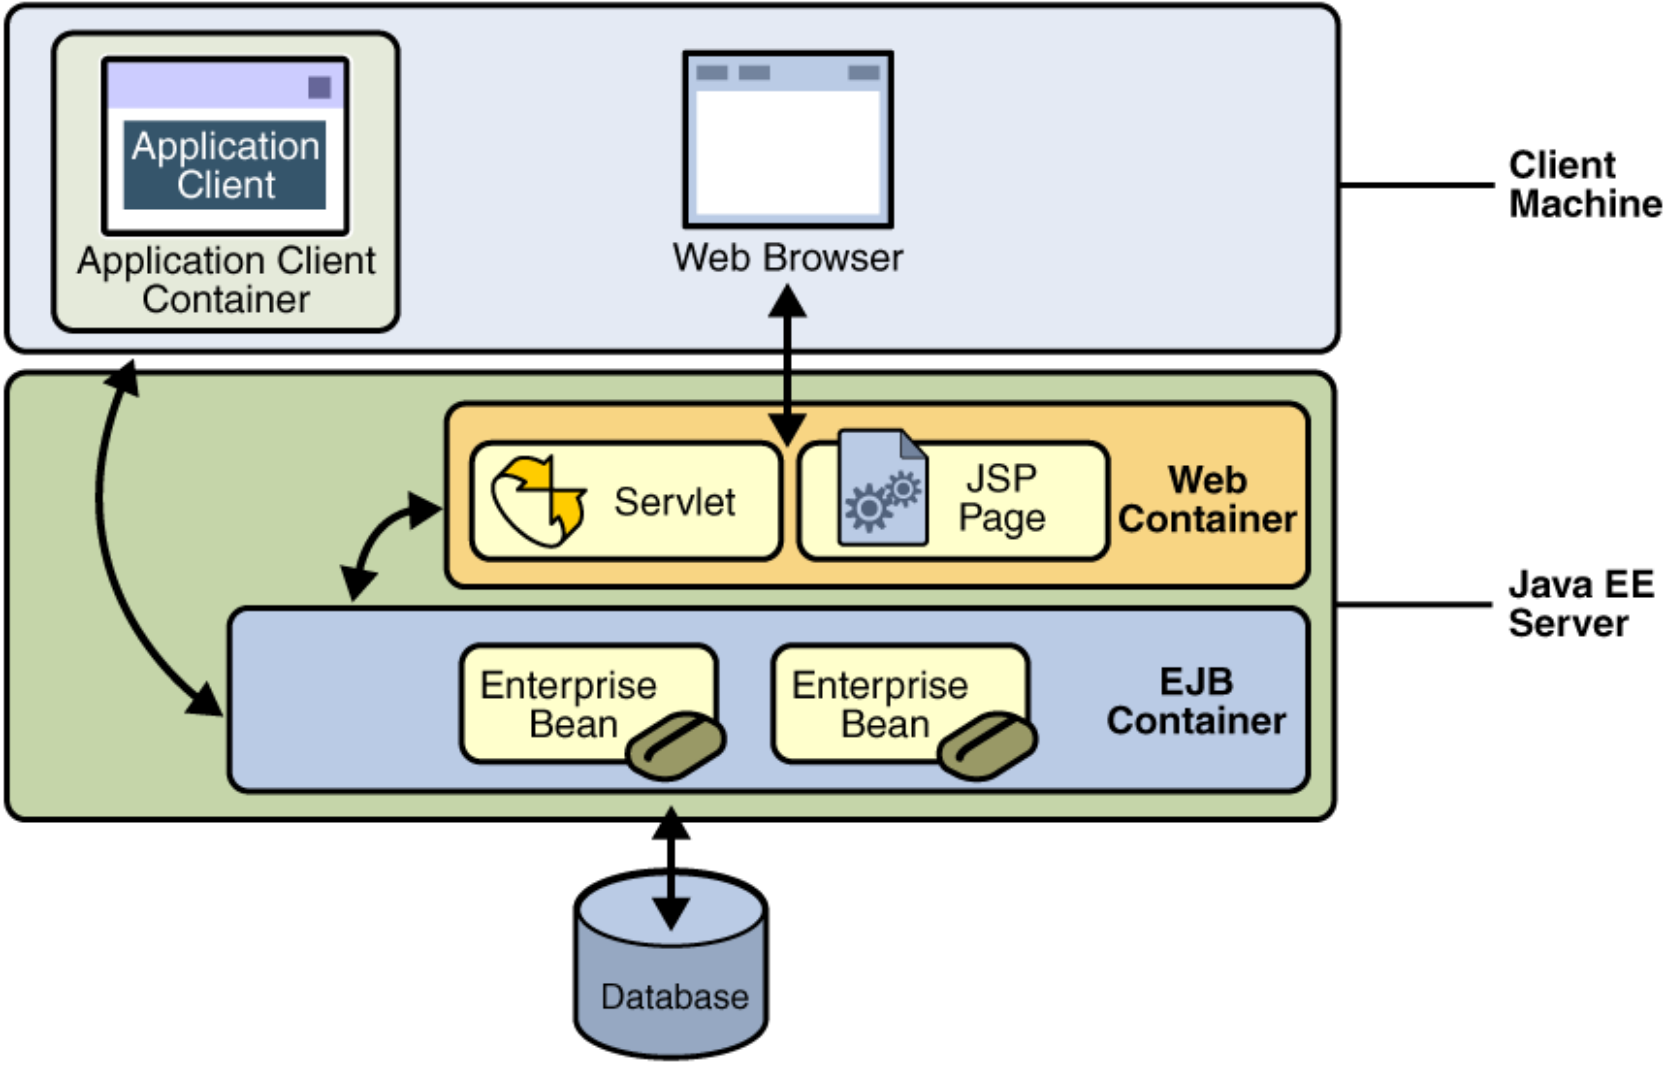 Application
Client
Application Client
Container
Web Browser
Client
Machine
Servlet
JSP
Page
Web
Container
Java EE
Server
Enterprise
Bean
Enterprise
Bean
EJB
Container
Database